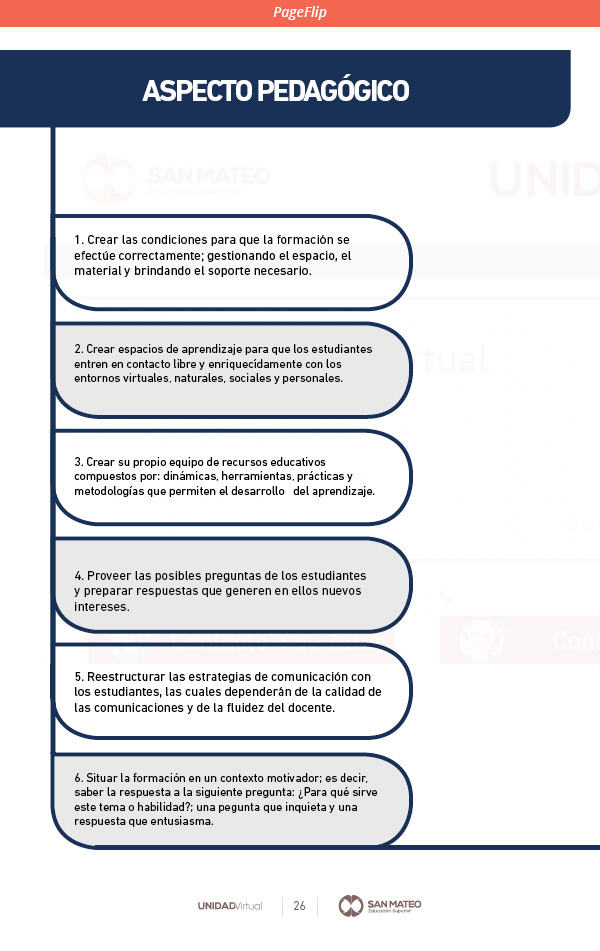 PageFlip
ASPECTO PEDAGÓGICO
SAN MATEO
UNID
1. Crear las condiciones para que la formación se
efectúe correctamente; gestionando el espacio, el
material y brindando el soporte necesario.
2. Crear espacios de aprendizaje para que los estudiantes
entren en contacto libre y enriquecídamente con los
entornos virtuales, naturales, sociales y personales.
tual
3. Crear su propio equipo de recursos educativos
compuestos por: dinámicas, herramientas, prácticas y
metodologías que permiten el desarrollo del aprendizaje.
4. Proveer las posibles preguntas de los estudiantes
y preparar respuestas que generen en ellos nuevos
intereses.
Cont
5. Reestructurar las estrategias de comunicación con
los estudiantes, las cuales dependerán de la calidad de
las comunicaciones y de la fluidez del docente.
6. Situar la formación en un contexto motivador; es decir,
saber la respuesta a la siguiente pregunta: ¿Para qué sirve
este tema o habilidad?; una pegunta que inquieta y una
respuesta que entusiasma.
UNIDADVirtual 26 SAN MATEO
Educación Superior